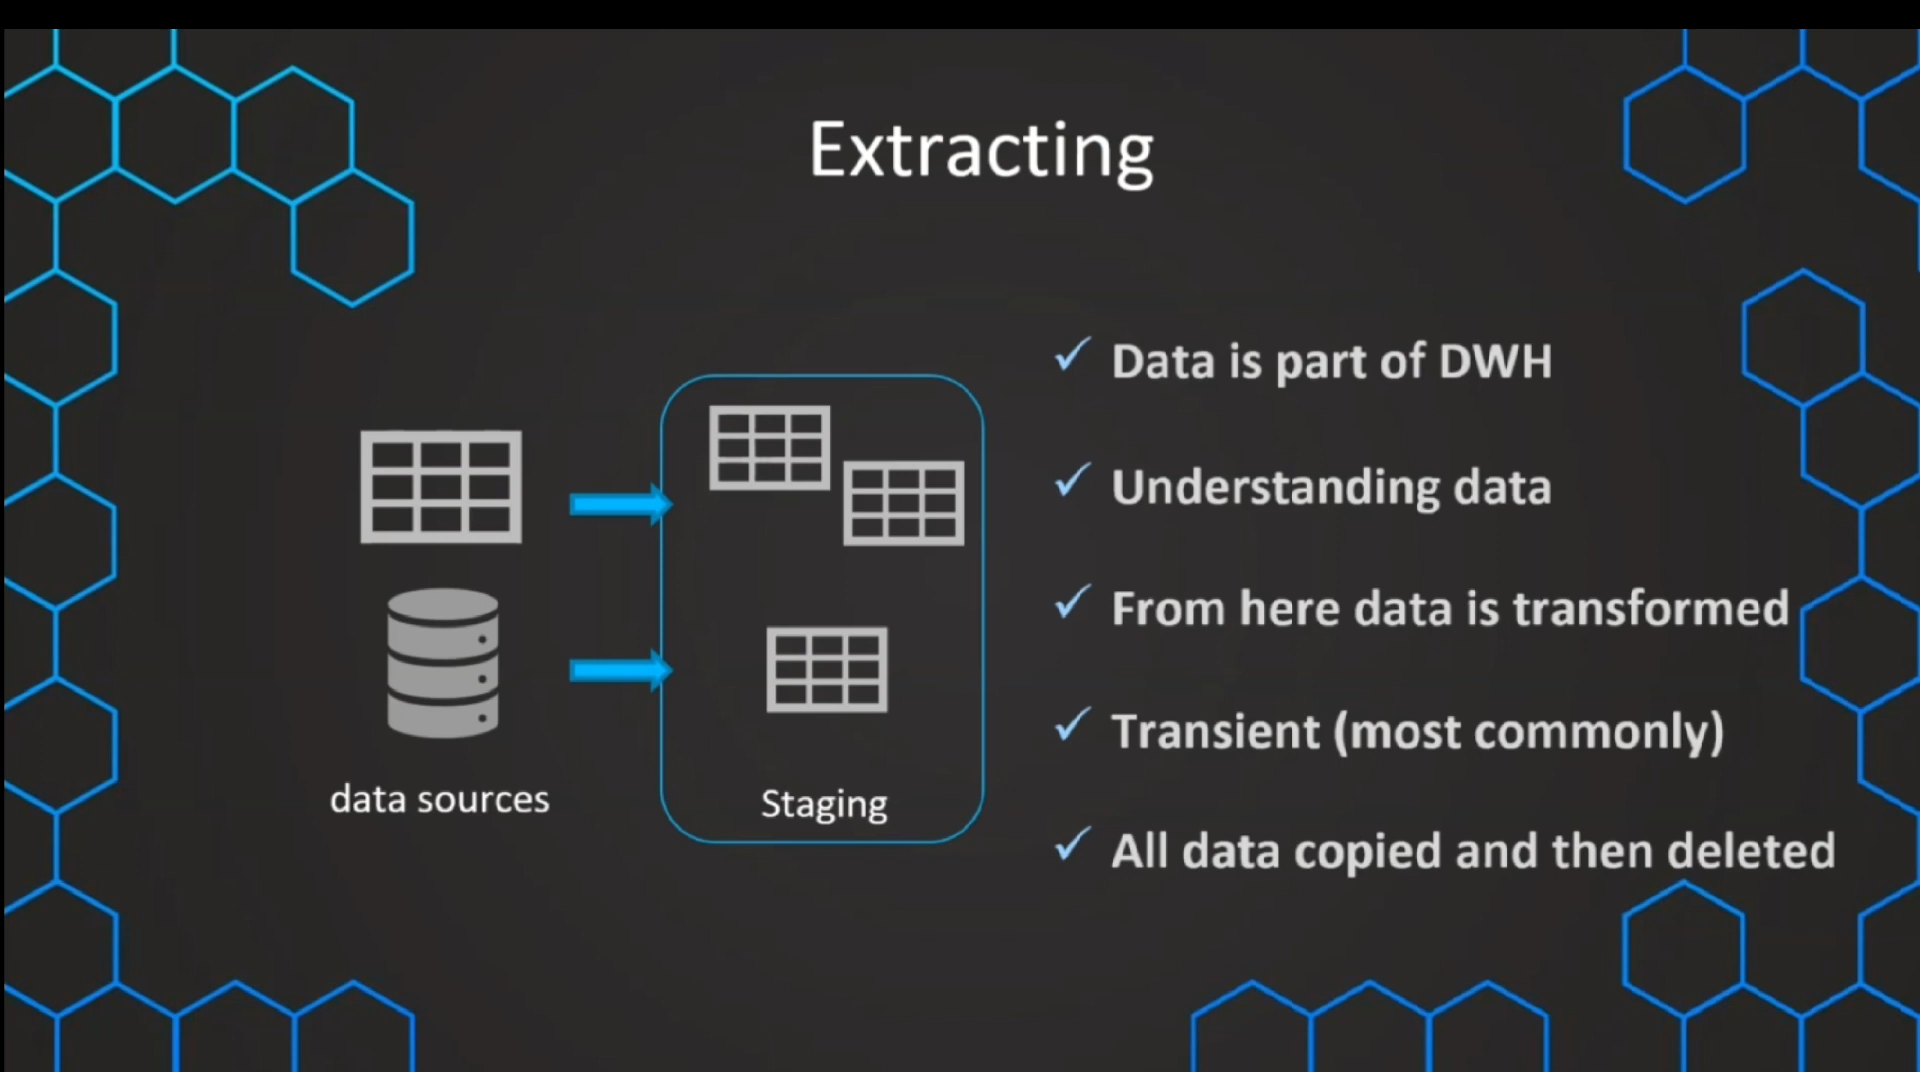 Extracting
Data is part of DWH
Understanding data
From here data is transformed
Transient (most commonly)
All data copied and then deleted
data sources
Staging